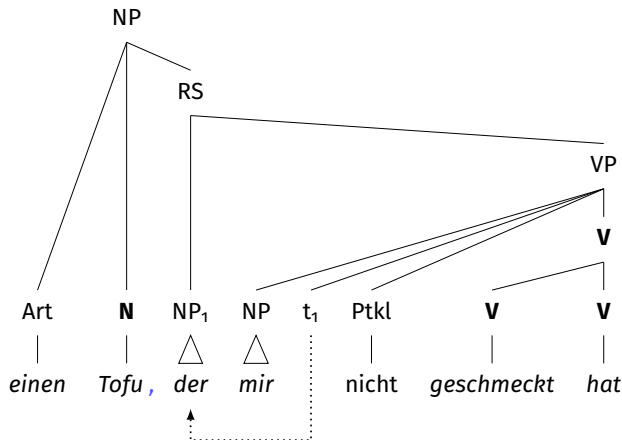 NP
RS
VP
V
Art N NP₁ NP t₁ Ptkl V V
einen Tofu , der mir nicht geschmeckt hat